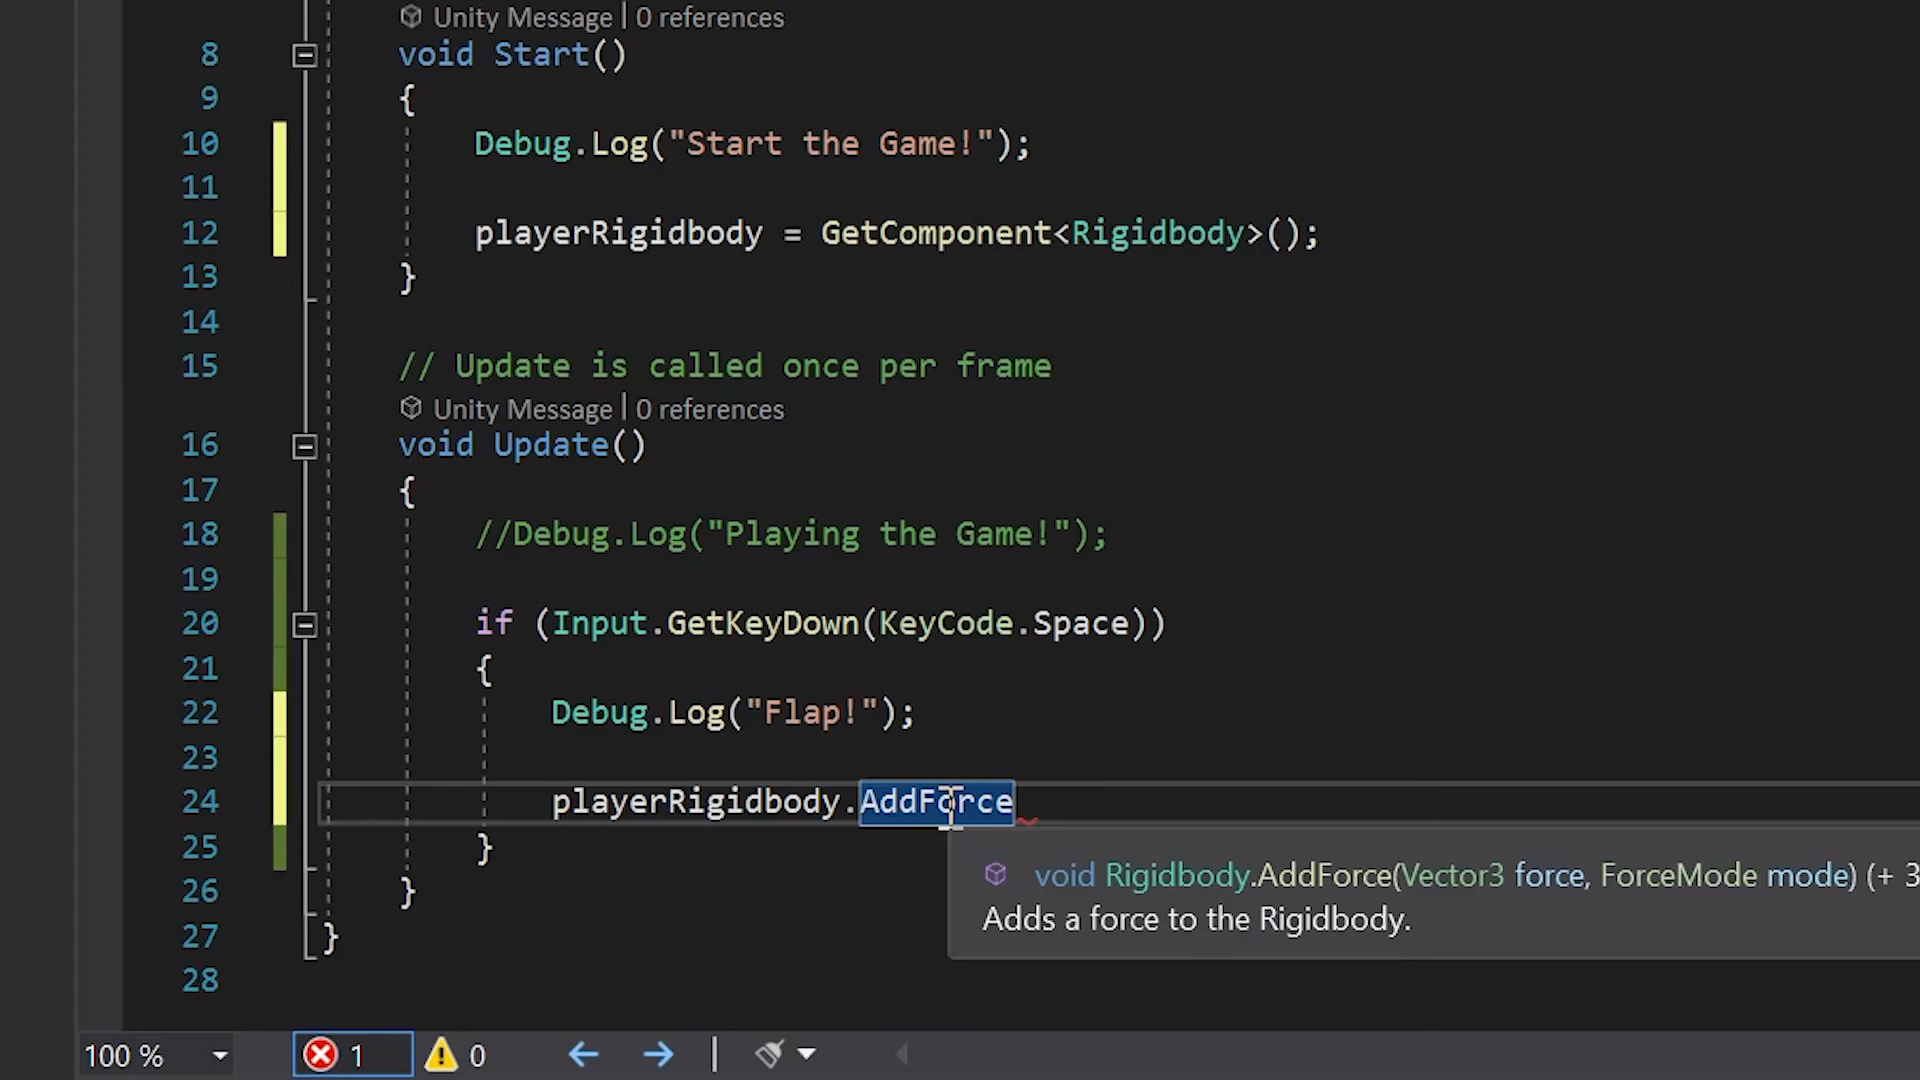 Unity Message | 0 references
8 void Start()
9 {
10 Debug.Log("Start the Game!");
11
12 playerRigidbody = GetComponent<Rigidbody>();
13 }
14
15 // Update is called once per frame
Unity Message | 0 references
16 void Update()
17 {
18 //Debug.Log("Playing the Game!");
19
20 if (Input.GetKeyDown(KeyCode.Space))
21 {
22 Debug.Log("Flap!");
23
24 playerRigidbody.AddForce
25 }
void Rigidbody.AddForce(Vector3 force, ForceMode mode) (+ 3
26 }
Adds a force to the Rigidbody.
27 }
28
100 % 1 0